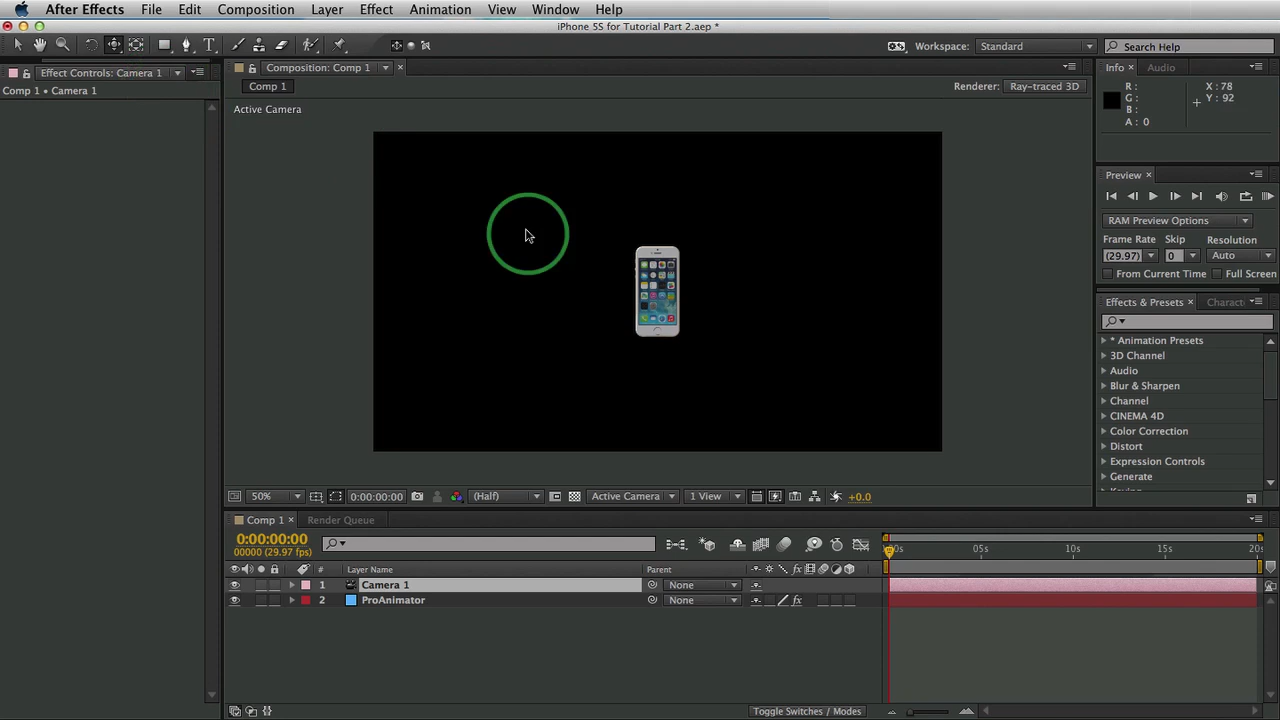 After Effects File Edit Composition Layer Effect Animation View Window Help
iPhone 5S for Tutorial Part 2.aep *
Workspace: Standard Search Help
Effect Controls: Camera 1
Comp 1 • Camera 1
Composition: Comp 1
Comp 1
Renderer: Ray-traced 3D
Active Camera
Info Audio
R:
G:
B:
A: 0
X: 78
Y: 92
Preview
RAM Preview Options
Frame Rate Skip Resolution
(29.97) 0 Auto
From Current Time Full Screen
Effects & Presets Charact
* Animation Presets
3D Channel
Audio
Blur & Sharpen
Channel
CINEMA 4D
Color Correction
Distort
Expression Controls
Generate
50% 0:00:00:00 (Half) Active Camera 1 View +0.0
Comp 1 Render Queue
0:00:00:00
00000 (29.97 fps)
00s 05s 10s 15s 20s
# Layer Name Parent
1 Camera 1 None
2 ProAnimator None
Toggle Switches / Modes